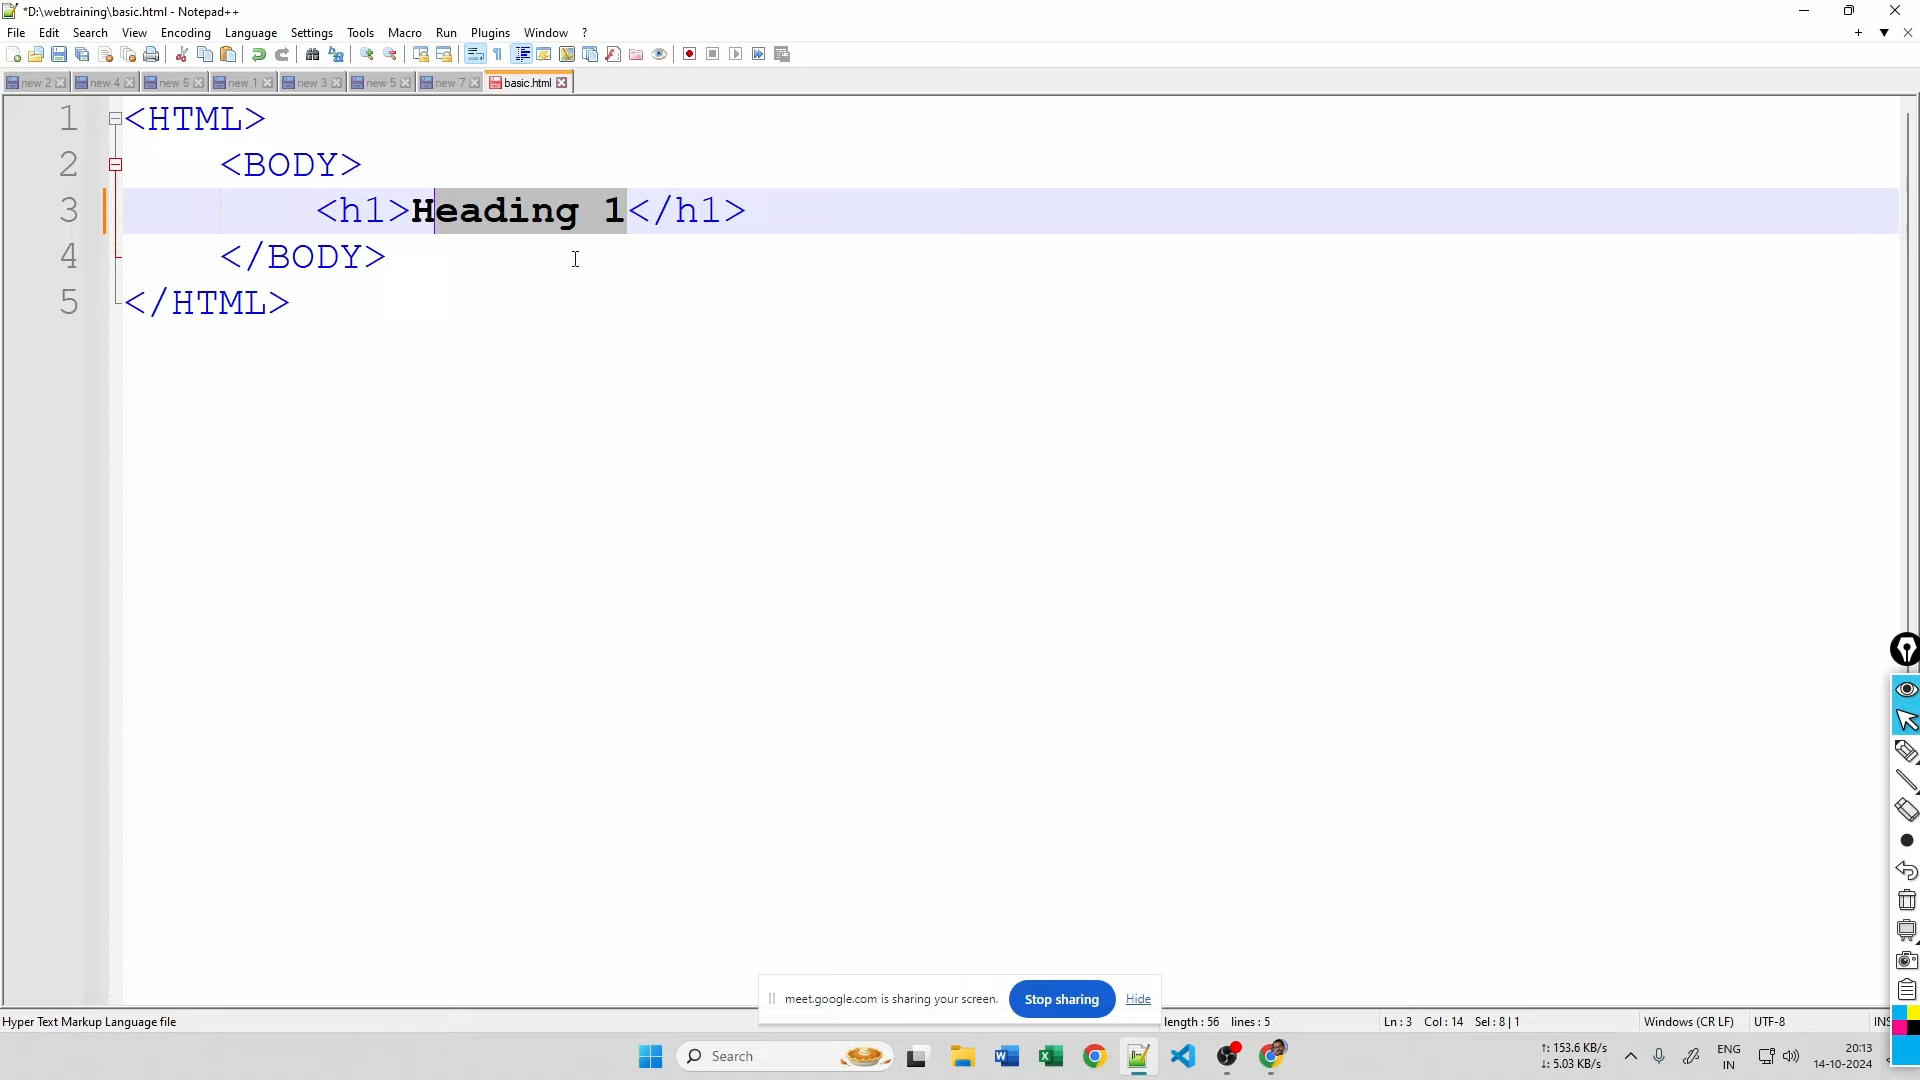 *D:\webtraining\basic.html - Notepad++
File Edit Search View Encoding Language Settings Tools Macro Run Plugins Window ?
new 2 new 4 new 6 new 1 new 3 new 5 new 7 basic.html
1 <HTML>
2 <BODY>
3 <h1>Heading 1</h1>
4 </BODY>
5 </HTML>
meet.google.com is sharing your screen. Stop sharing Hide
Hyper Text Markup Language file length : 56 lines : 5 Ln : 3 Col : 14 Sel : 8 | 1 Windows (CR LF) UTF-8 INS
Search
↑: 153.6 KB/s
↓: 5.03 KB/s
ENG
IN
20:13
14-10-2024